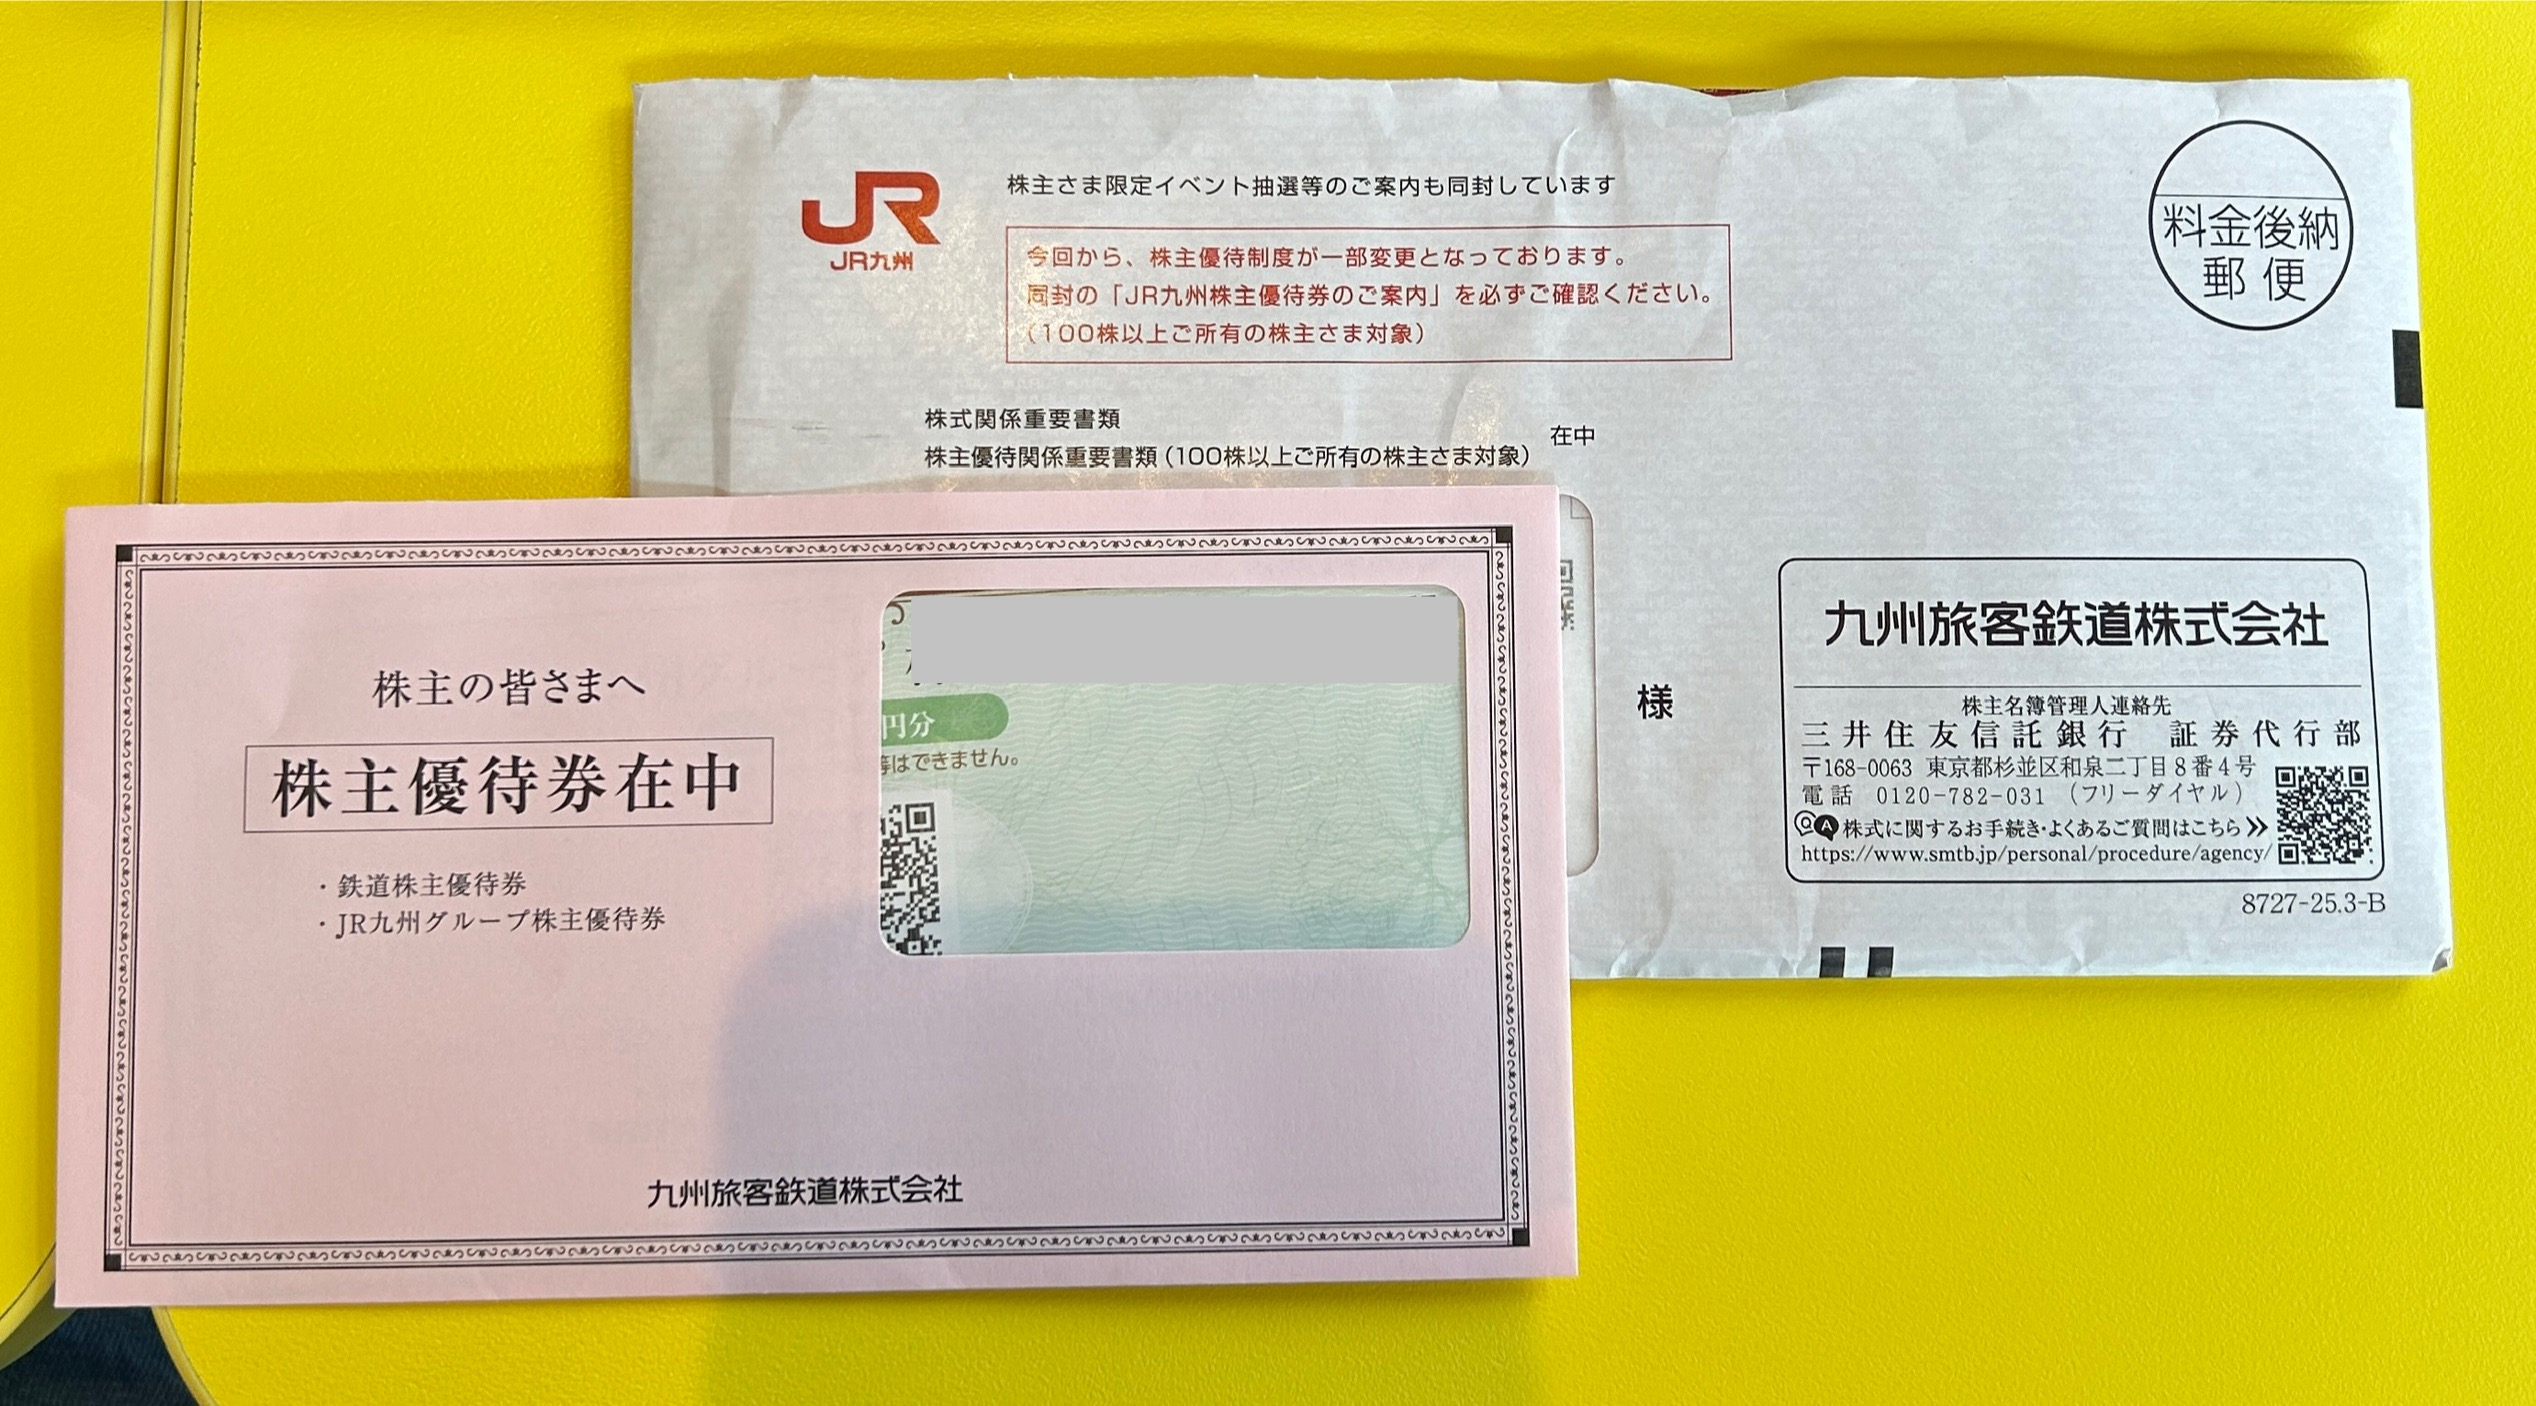 JR
JR九州
株主さま限定イベント抽選等のご案内も同封しています
今回から、株主優待制度が一部変更となっております。
同封の「JR九州株主優待券のご案内」を必ずご確認ください。
(100株以上ご所有の株主さま対象)
料金後納
郵便
株式関係重要書類
株主優待関係重要書類(100株以上ご所有の株主さま対象)
在中
様
九州旅客鉄道株式会社
株主名簿管理人連絡先
三井住友信託銀行 証券代行部
〒168-0063 東京都杉並区和泉二丁目8番4号
電話 0120-782-031 (フリーダイヤル)
QA株式に関するお手続き・よくあるご質問はこちら
https://www.smtb.jp/personal/procedure/agency/
8727-25.3-B
株主の皆さまへ
株主優待券在中
・鉄道株主優待券
・JR九州グループ株主優待券
円分
等はできません。
九州旅客鉄道株式会社